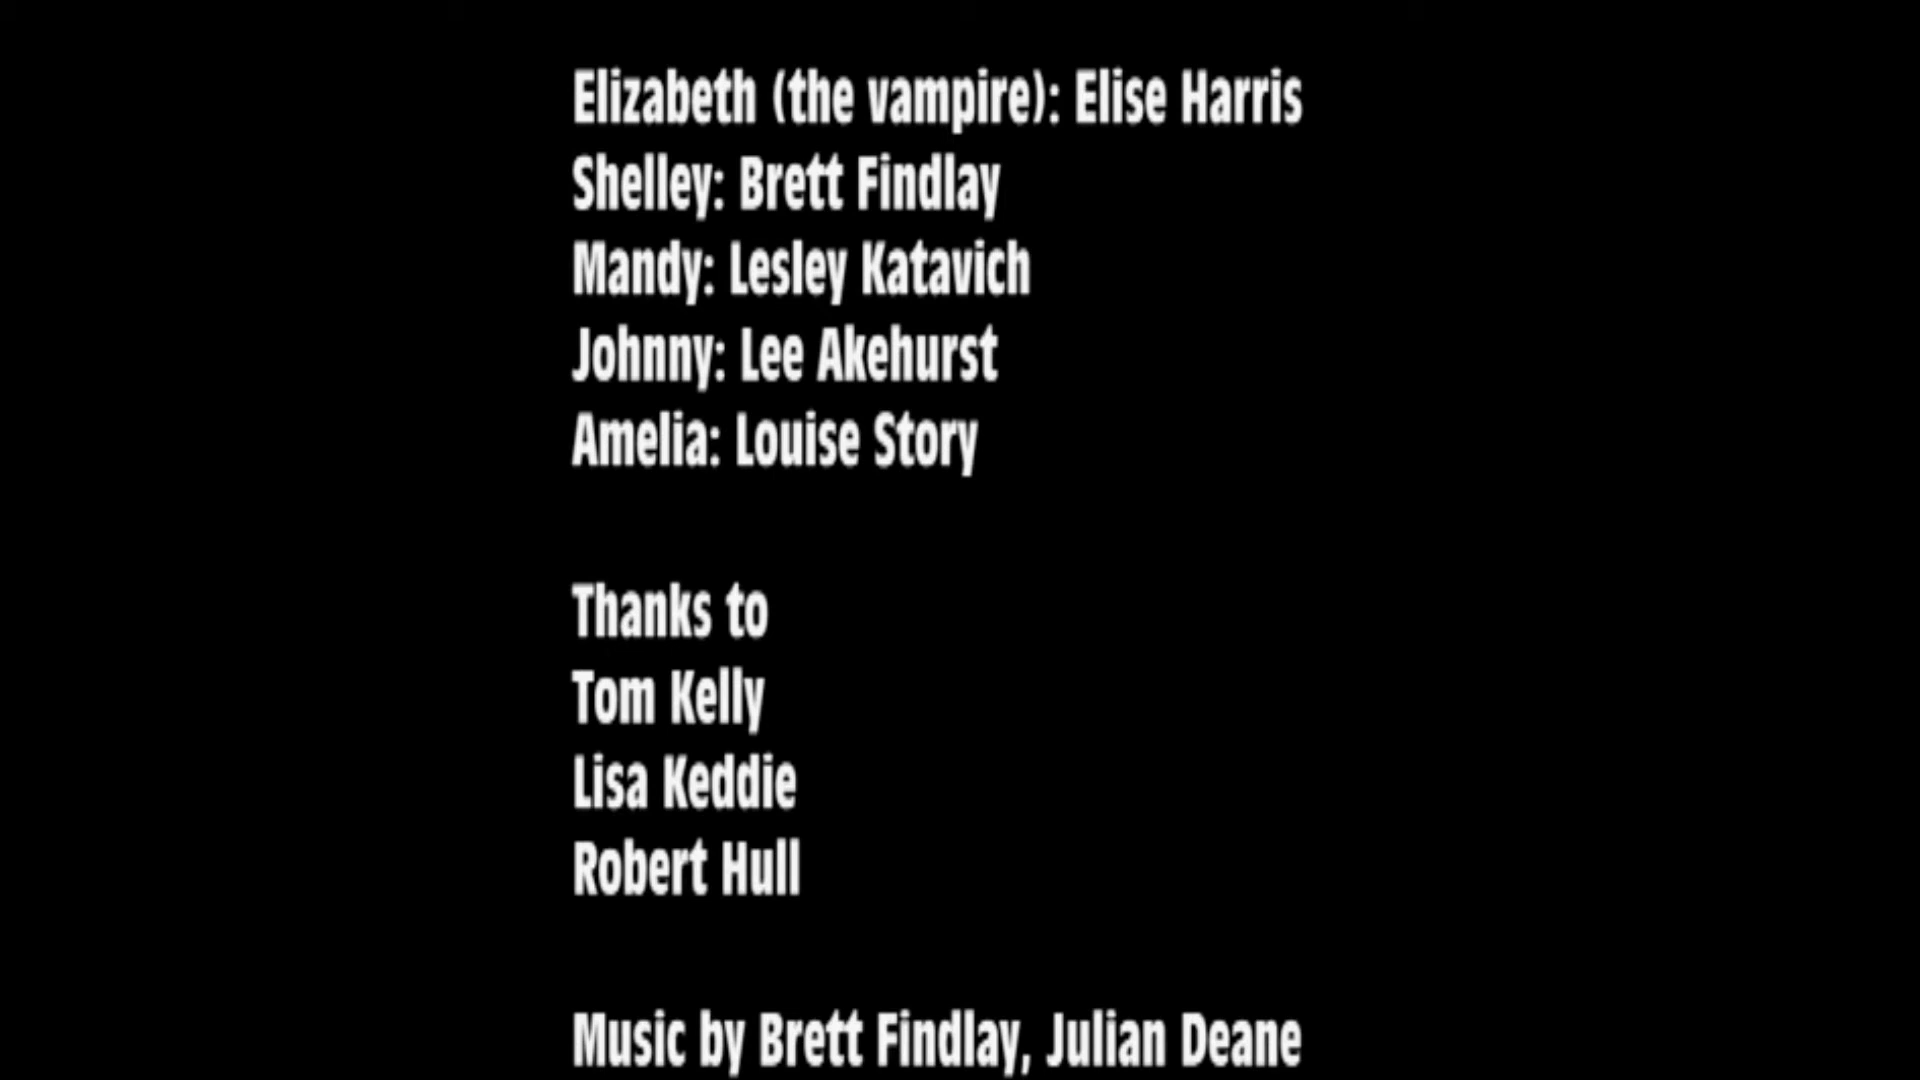 Elizabeth (the vampire): Elise Harris
Shelley: Brett Findlay
Mandy: Lesley Katavich
Johnny: Lee Akehurst
Amelia: Louise Story
Thanks to
Tom Kelly
Lisa Keddie
Robert Hull
Music by Brett Findlay, Julian Deane